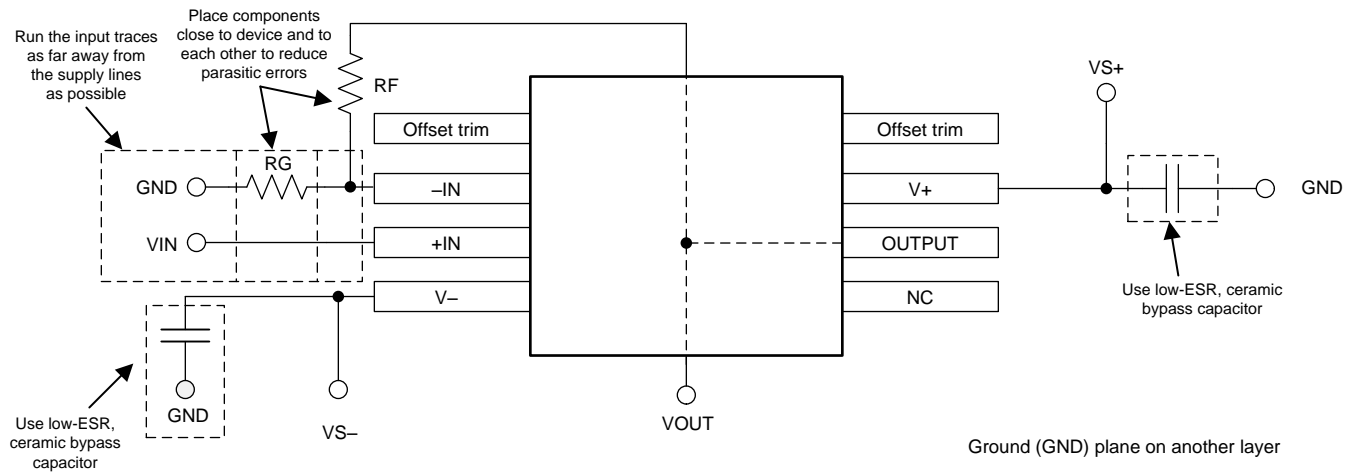 Run the input traces
as far away from
the supply lines
as possible
Place components
close to device and to
each other to reduce
parasitic errors
RF
VS+
Offset trim
Offset trim
RG
GND
–IN
V+
GND
VIN
+IN
OUTPUT
V–
NC
Use low-ESR, ceramic
bypass capacitor
GND
VS–
VOUT
Use low-ESR,
ceramic bypass
capacitor
Ground (GND) plane on another layer